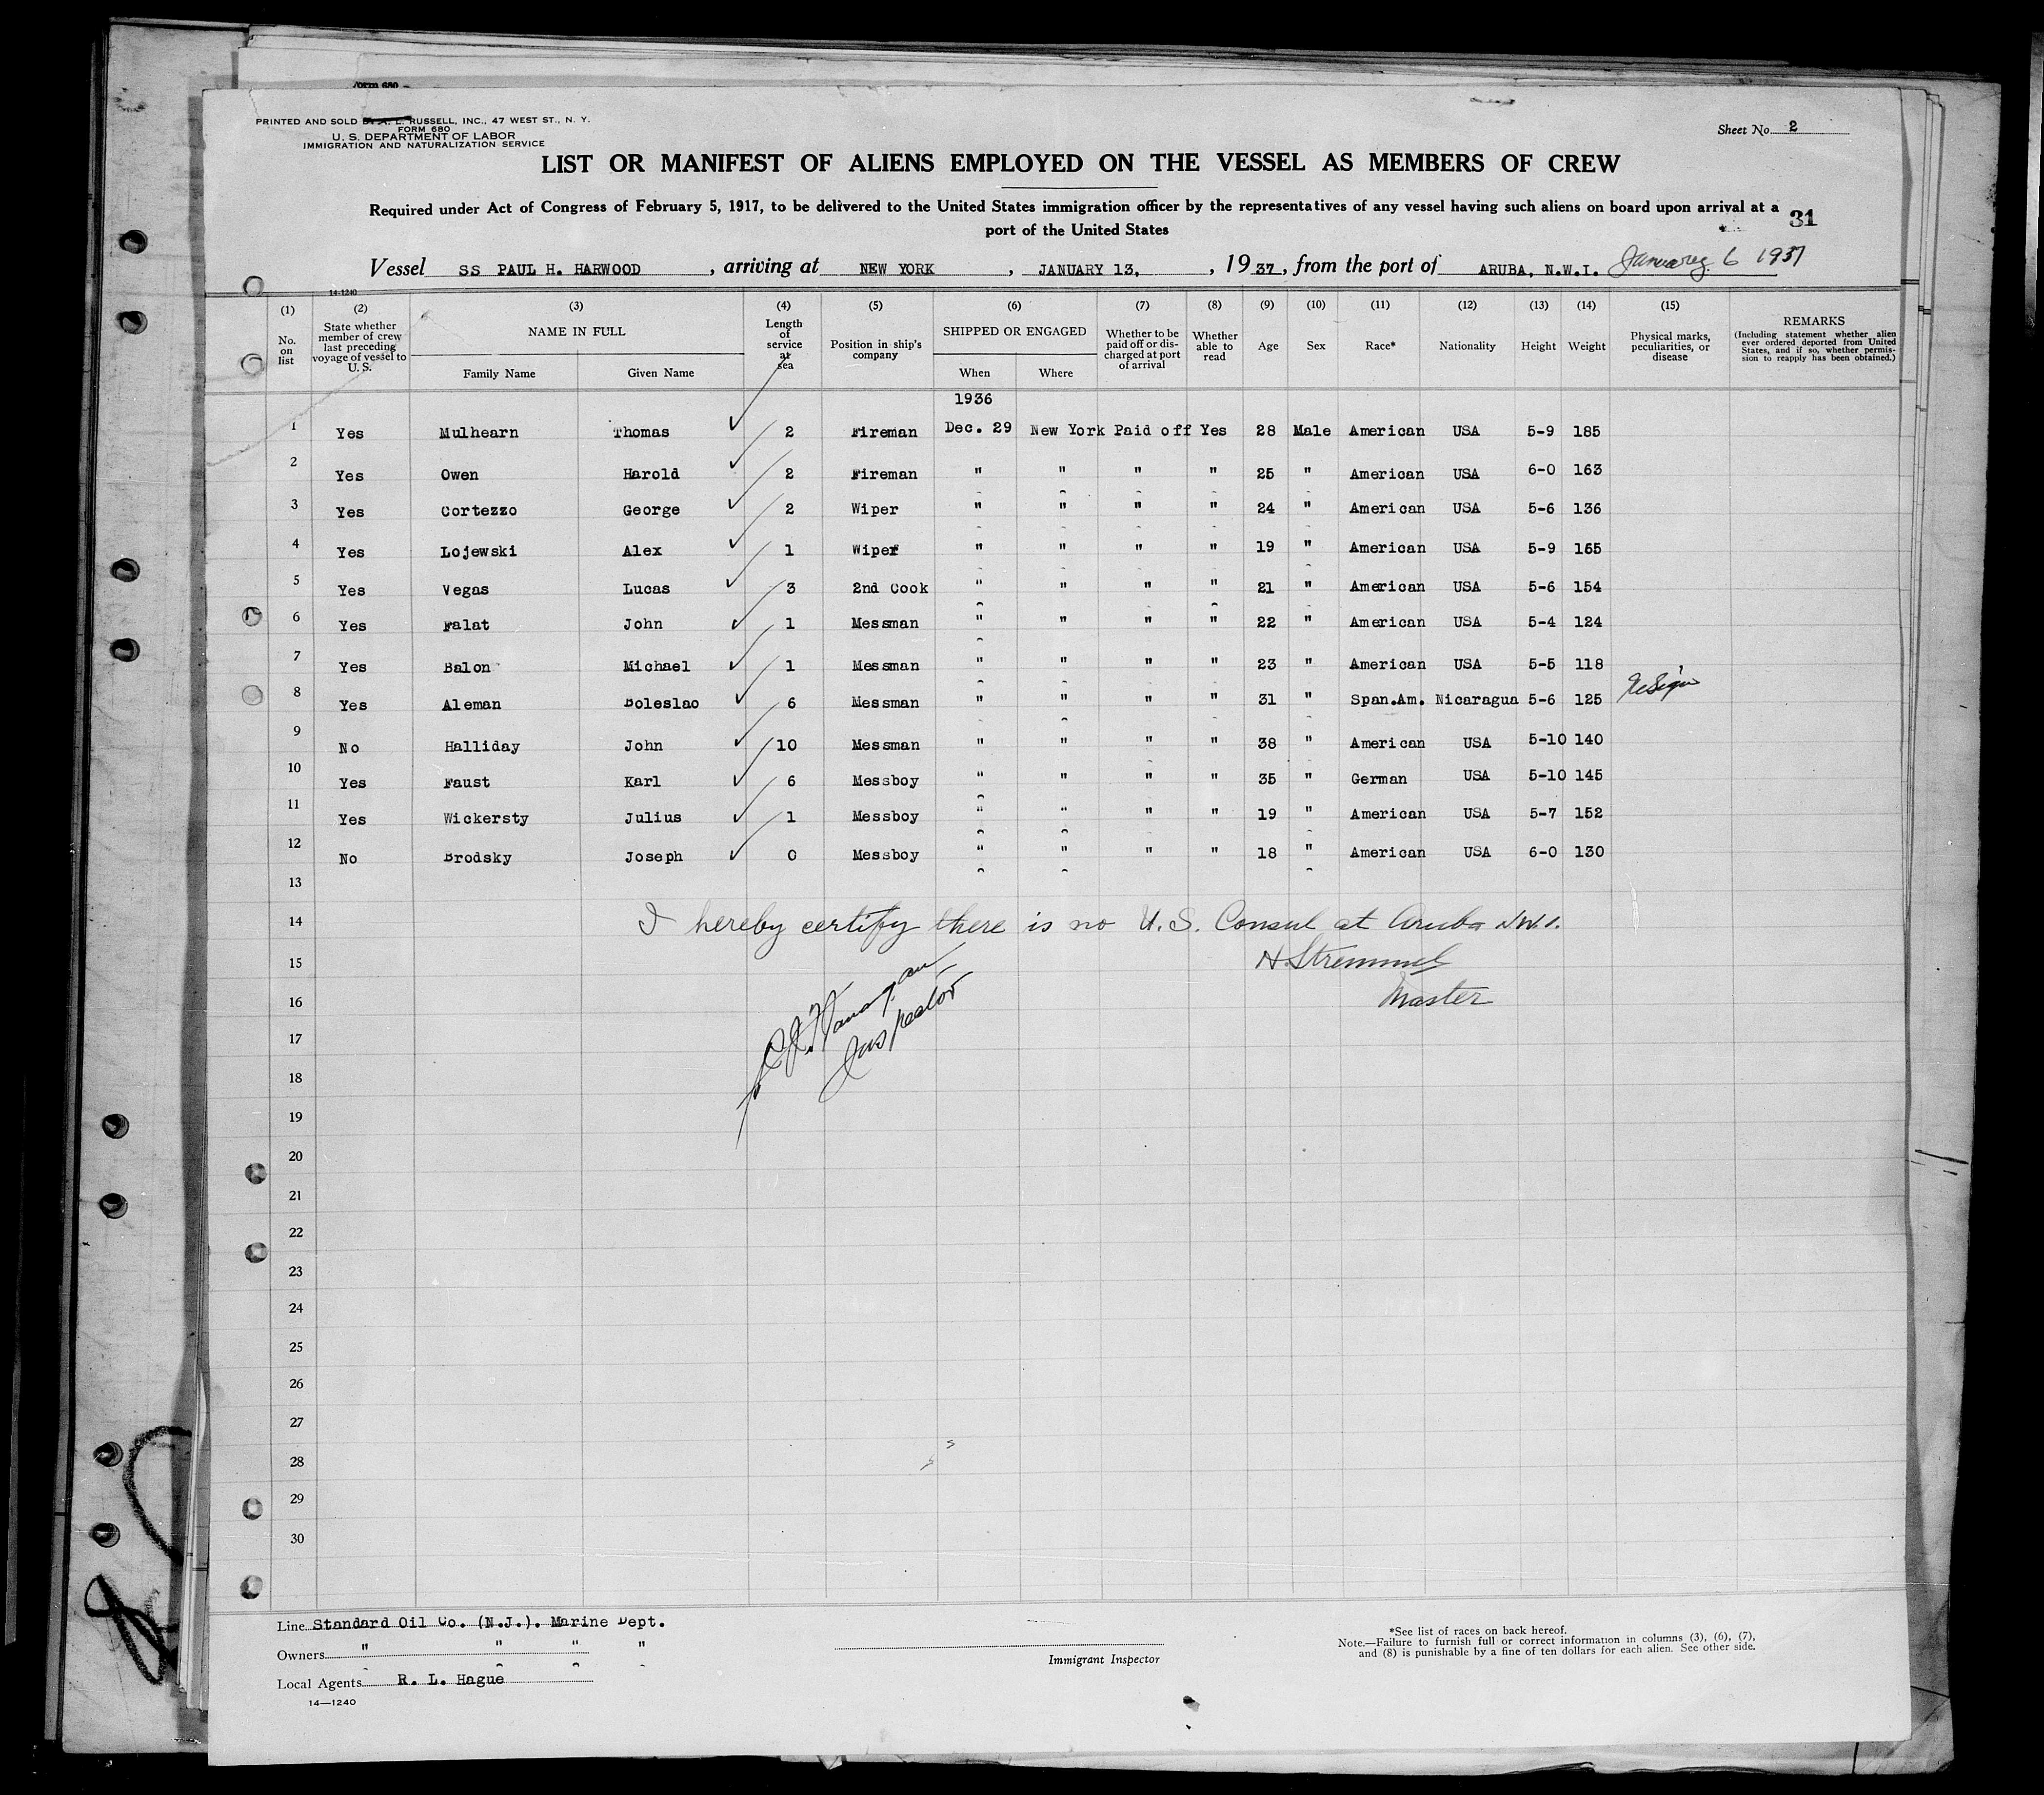 Form 680
PRINTED AND SOLD BY A. L. RUSSELL, INC., 47 WEST ST., N. Y.
FORM 680
U. S. DEPARTMENT OF LABOR
IMMIGRATION AND NATURALIZATION SERVICE
Sheet No. 2
LIST OR MANIFEST OF ALIENS EMPLOYED ON THE VESSEL AS MEMBERS OF CREW
Required under Act of Congress of February 5, 1917, to be delivered to the United States immigration officer by the representatives of any vessel having such aliens on board upon arrival at a
port of the United States
31
Vessel SS PAUL H. HARWOOD, arriving at NEW YORK, JANUARY 13, , 1937, from the port of ARUBA, N.W.I. January 6 1937
14-1240
(1) (2) (3) (4) (5) (6) (7) (8) (9) (10) (11) (12) (13) (14) (15)
No. on list
State whether member of crew last preceding voyage of vessel to U. S.
NAME IN FULL
Family Name Given Name
Length of service at sea
Position in ship's company
SHIPPED OR ENGAGED
When Where
Whether to be paid off or discharged at port of arrival
Whether able to read
Age Sex Race* Nationality Height Weight
Physical marks, peculiarities, or disease
REMARKS
(Including statement whether alien ever ordered deported from United States, and if so, whether permission to reapply has been obtained.)
1936
1 Yes Mulhearn Thomas ✓ 2 Fireman Dec. 29 New York Paid off Yes 28 Male American USA 5-9 185
2 Yes Owen Harold ✓ 2 Fireman " " " " 25 " American USA 6-0 163
3 Yes Cortezzo George ✓ 2 Wiper " " " " 24 " American USA 5-6 136
4 Yes Lojewski Alex ✓ 1 Wiper " " " " 19 " American USA 5-9 165
5 Yes Vegas Lucas ✓ 3 2nd Cook " " " " 21 " American USA 5-6 154
6 Yes Falat John ✓ 1 Messman " " " " 22 " American USA 5-4 124
7 Yes Balon Michael ✓ 1 Messman " " " " 23 " American USA 5-5 118
8 Yes Aleman Boleslao ✓ 6 Messman " " " " 31 " Span.Am. Nicaragua 5-6 125
9 No Halliday John ✓ 10 Messman " " " " 38 " American USA 5-10 140
10 Yes Faust Karl ✓ 6 Messboy " " " " 35 " German USA 5-10 145
11 Yes Wickersty Julius ✓ 1 Messboy " " " " 19 " American USA 5-7 152
12 No Brodsky Joseph ✓ 0 Messboy " " " " 18 " American USA 6-0 130
13
14 I hereby certify there is no U. S. Consul at Aruba N.W.I.
15 H. Stremmel
16 Master
Inspector
17
18
19
20
21
22
23
24
25
26
27
28
29
30
Line Standard Oil Co. (N.J.). Marine Dept.
Owners " " " "
Local Agents R. L. Hague
14—1240
Immigrant Inspector
*See list of races on back hereof.
Note.—Failure to furnish full or correct information in columns (3), (6), (7),
and (8) is punishable by a fine of ten dollars for each alien. See other side.